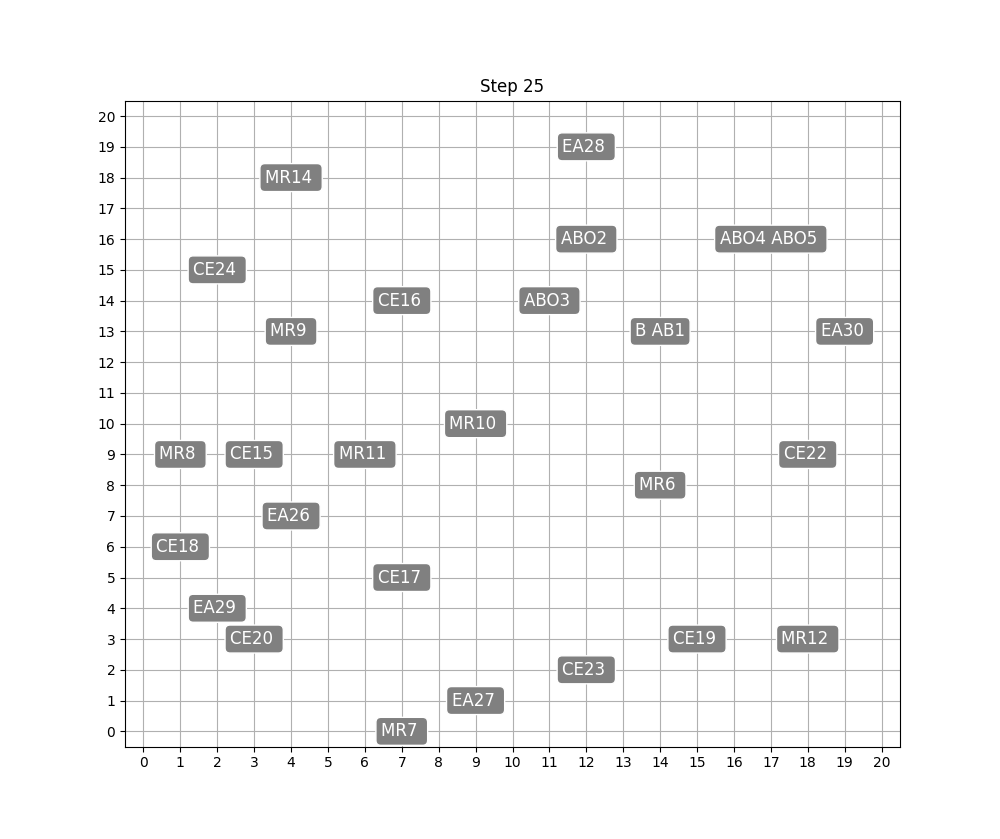 Step 25
20
19 EA28
18 MR14
17
16 ABO2 ABO4 ABO5
15 CE24
14 CE16 ABO3
13 MR9 B AB1 EA30
12
11
10 MR10
9 MR8 CE15 MR11 CE22
8 MR6
7 EA26
6 CE18
5 CE17
4 EA29
3 CE20 CE19 MR12
2 CE23
1 EA27
0 MR7
0 1 2 3 4 5 6 7 8 9 10 11 12 13 14 15 16 17 18 19 20